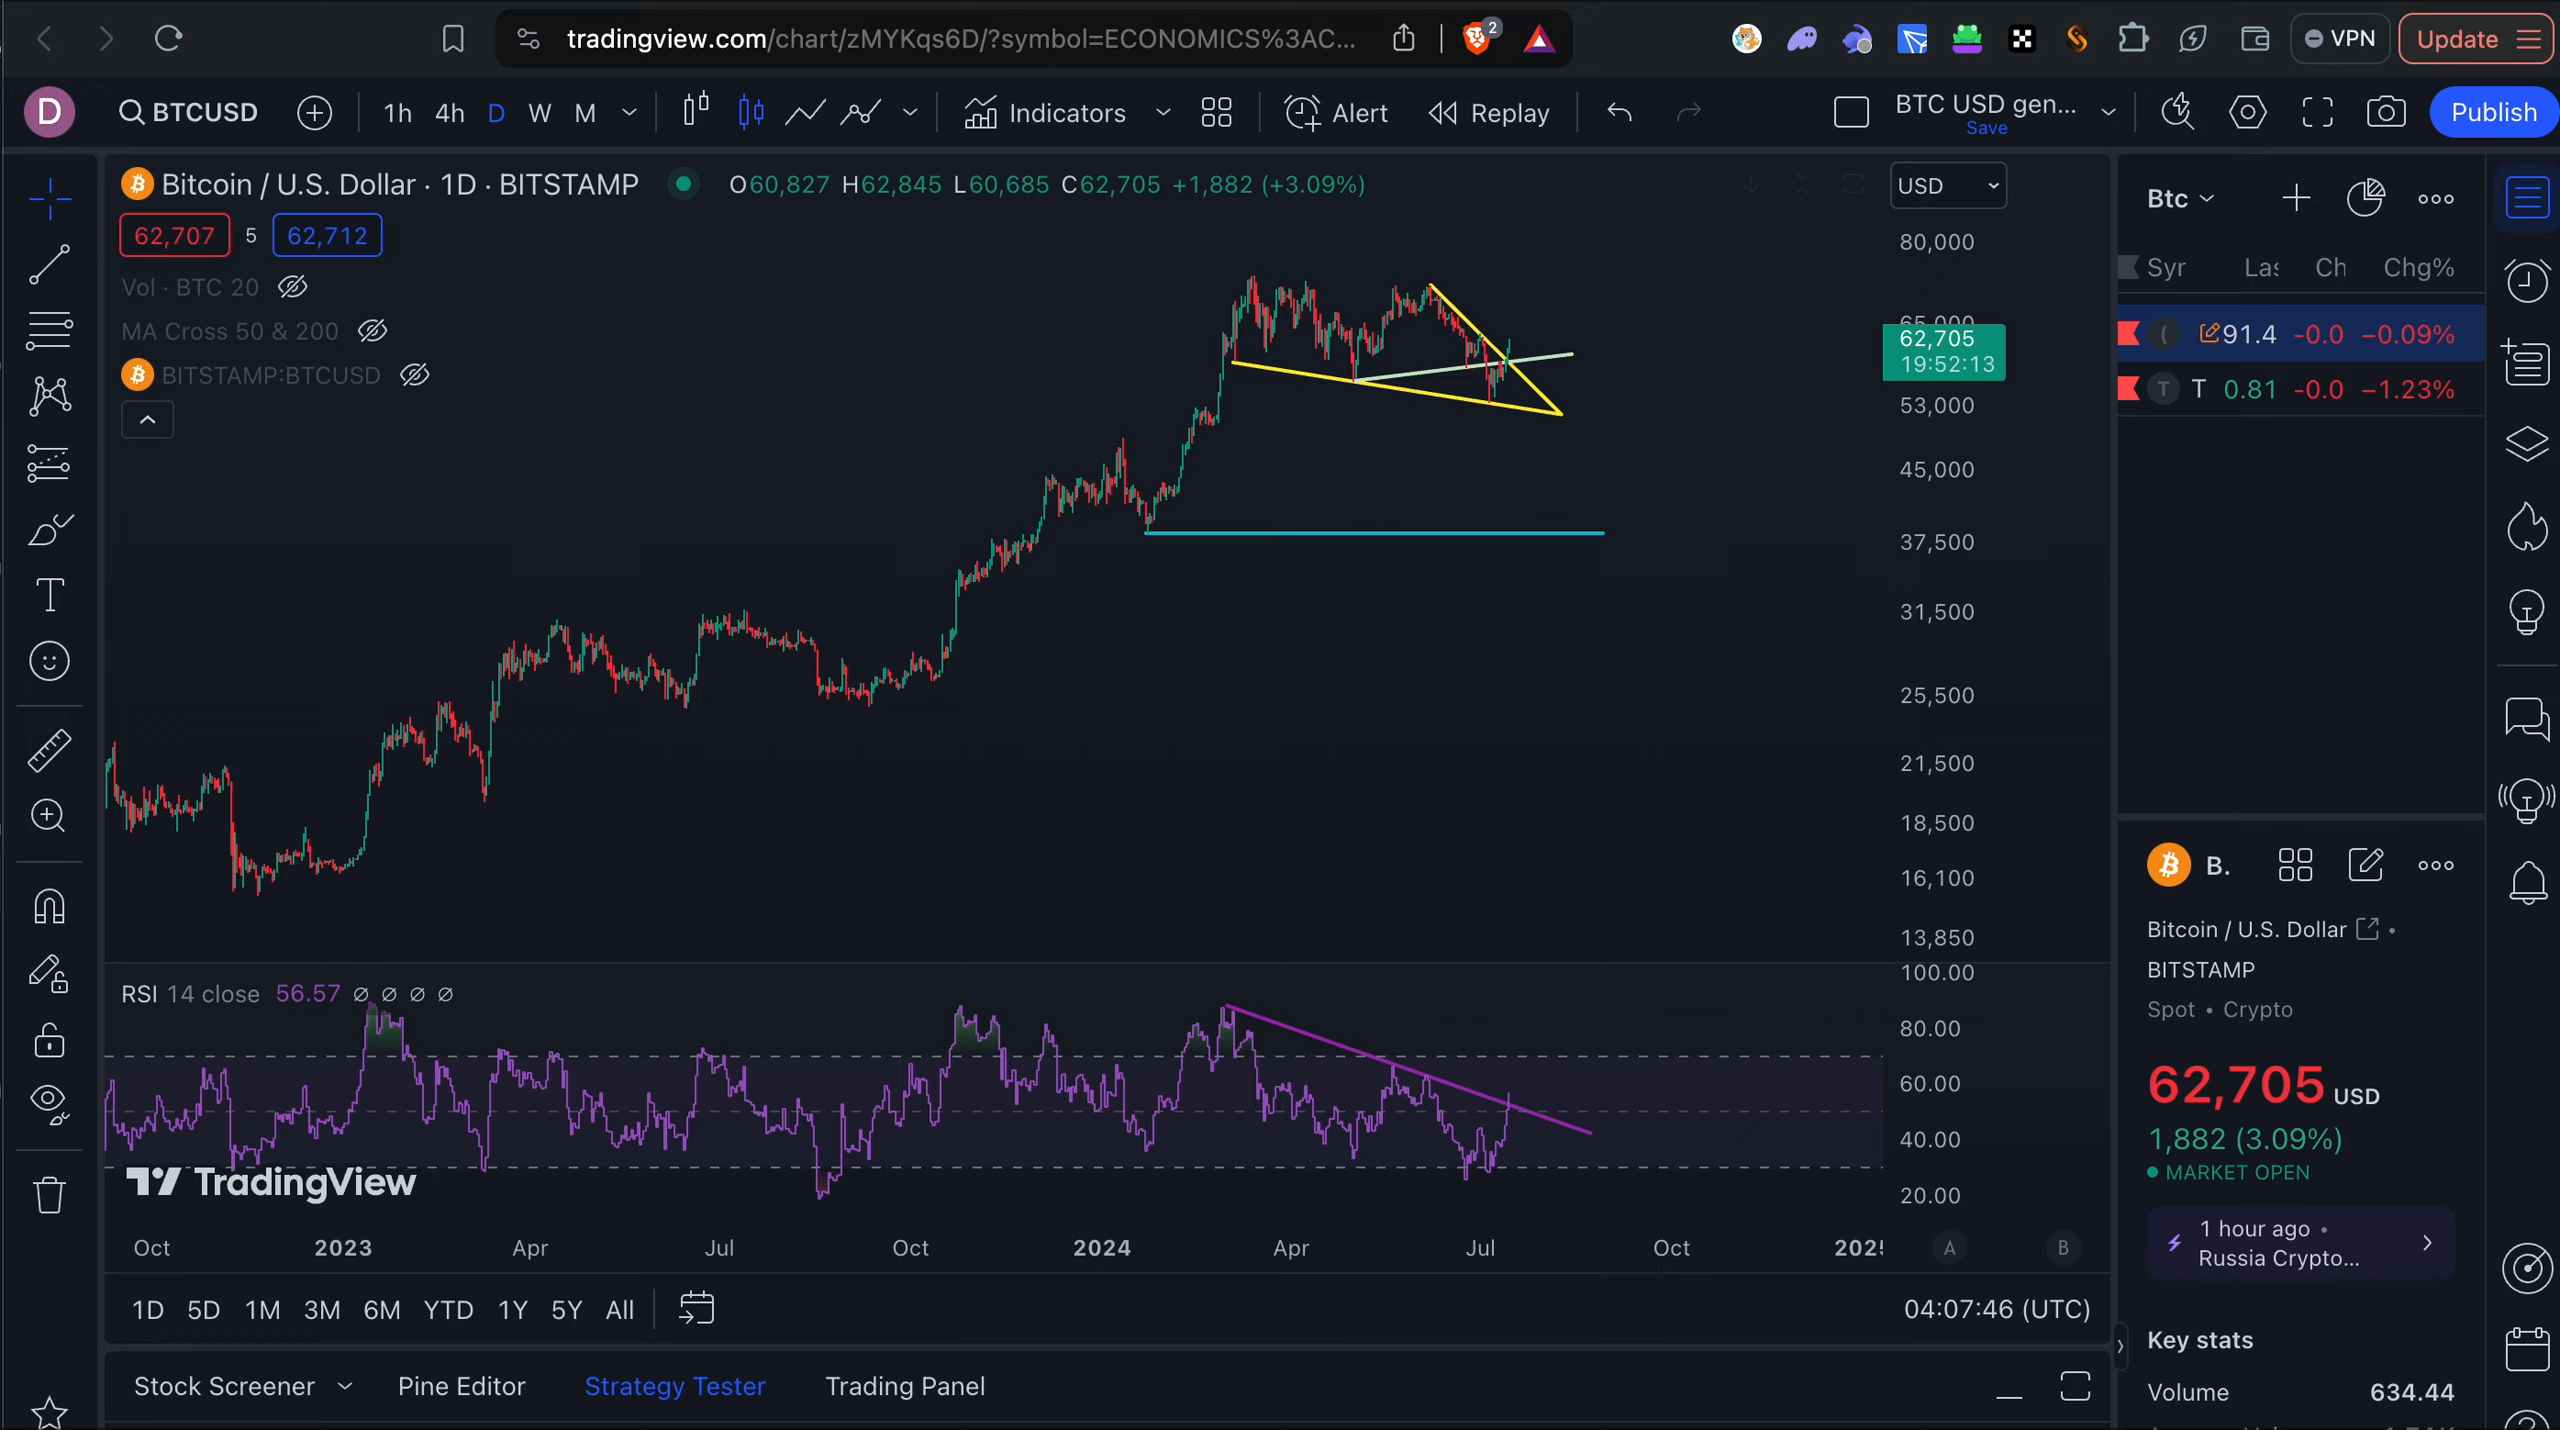 tradingview.com/chart/zMYKqs6D/?symbol=ECONOMICS%3AC...
2
VPN
Update
D
BTCUSD
1h 4h D W M
Indicators
Alert
Replay
BTC USD gen...
Save
Publish
Bitcoin / U.S. Dollar · 1D · BITSTAMP
O60,827 H62,845 L60,685 C62,705 +1,882 (+3.09%)
62,707 5 62,712
Vol · BTC 20
MA Cross 50 & 200
BITSTAMP:BTCUSD
USD
80,000
65,000
62,705
19:52:13
53,000
45,000
37,500
31,500
25,500
21,500
18,500
16,100
13,850
RSI 14 close 56.57 ∅ ∅ ∅ ∅
100.00
80.00
60.00
40.00
20.00
TradingView
Oct 2023 Apr Jul Oct 2024 Apr Jul Oct 2025
A B
1D 5D 1M 3M 6M YTD 1Y 5Y All
04:07:46 (UTC)
Stock Screener Pine Editor Strategy Tester Trading Panel
Btc
Syr Las Ch Chg%
( 91.4 -0.0 −0.09%
T T 0.81 -0.0 −1.23%
B.
Bitcoin / U.S. Dollar •
BITSTAMP
Spot • Crypto
62,705 USD
1,882 (3.09%)
MARKET OPEN
1 hour ago •
Russia Crypto...
Key stats
Volume 634.44